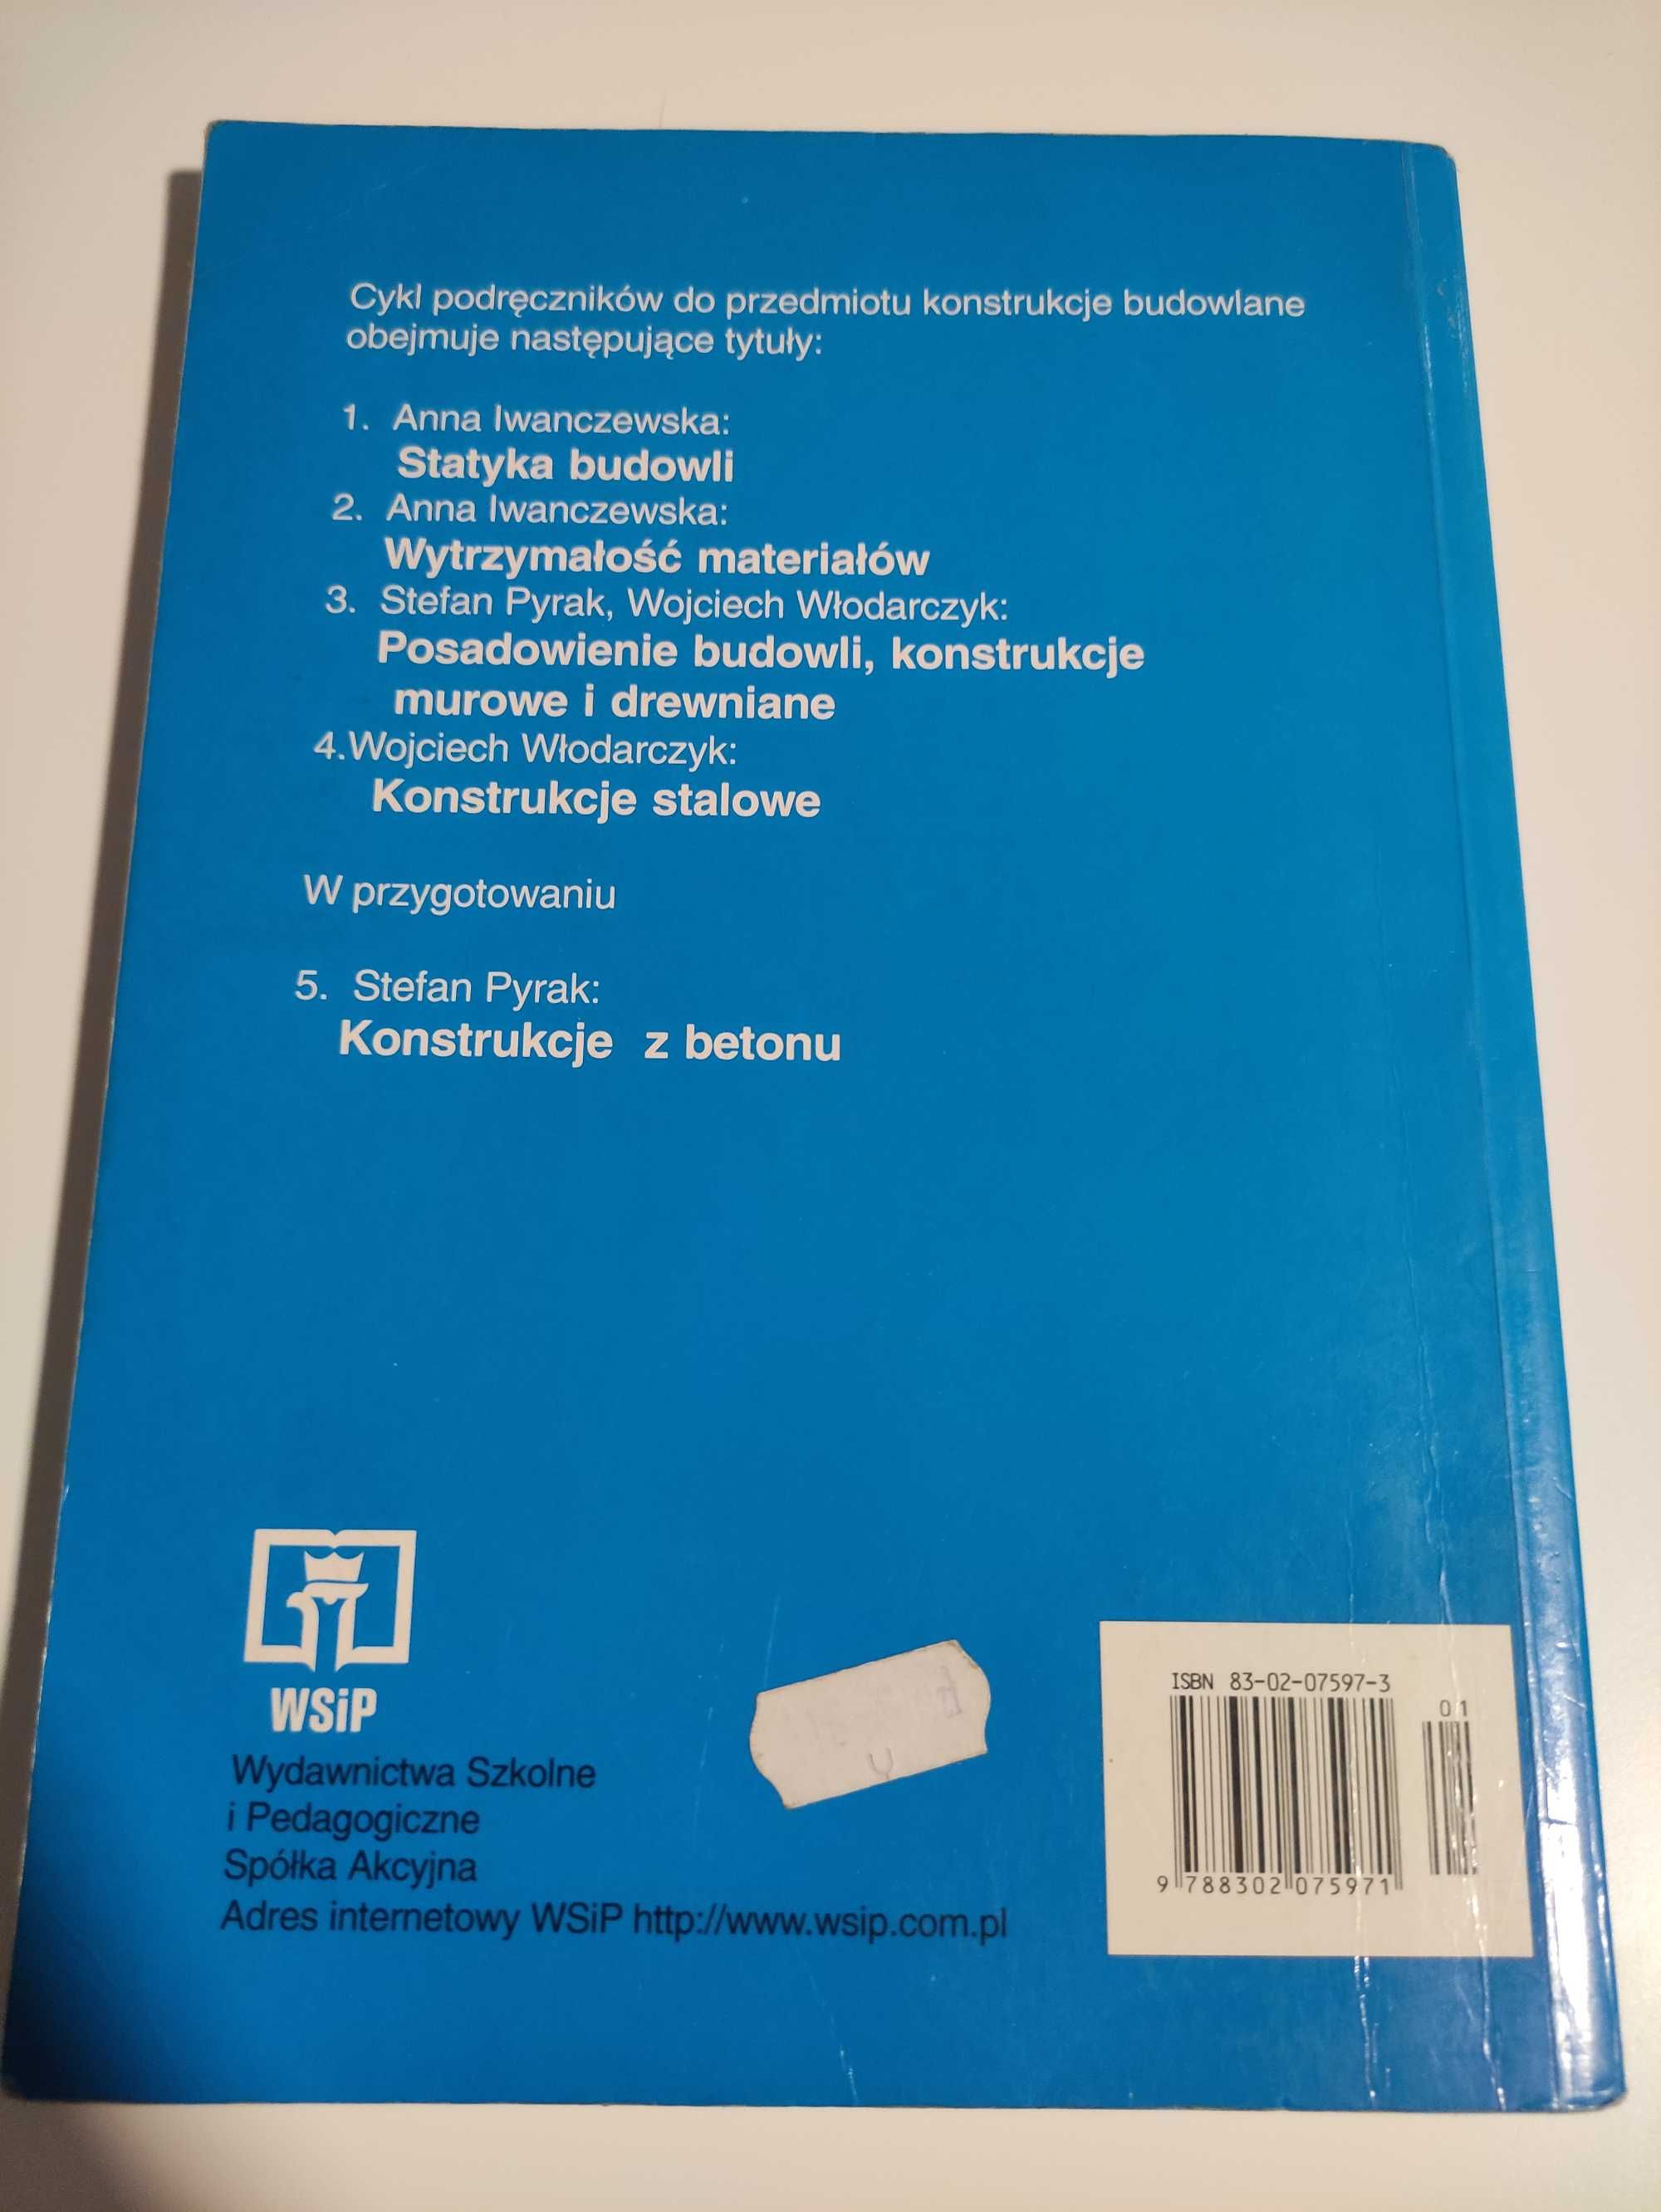 Cykl podręczników do przedmiotu konstrukcje budowlane
obejmuje następujące tytuły:
1. Anna Iwanczewska:
Statyka budowli
2. Anna Iwanczewska:
Wytrzymałość materiałów
3. Stefan Pyrak, Wojciech Włodarczyk:
Posadowienie budowli, konstrukcje
murowe i drewniane
4.Wojciech Włodarczyk:
Konstrukcje stalowe
W przygotowaniu
5. Stefan Pyrak:
Konstrukcje z betonu
WSiP
Wydawnictwa Szkolne
i Pedagogiczne
Spółka Akcyjna
Adres internetowy WSiP http://www.wsip.com.pl
ISBN 83-02-07597-3
01
9 788302 075971